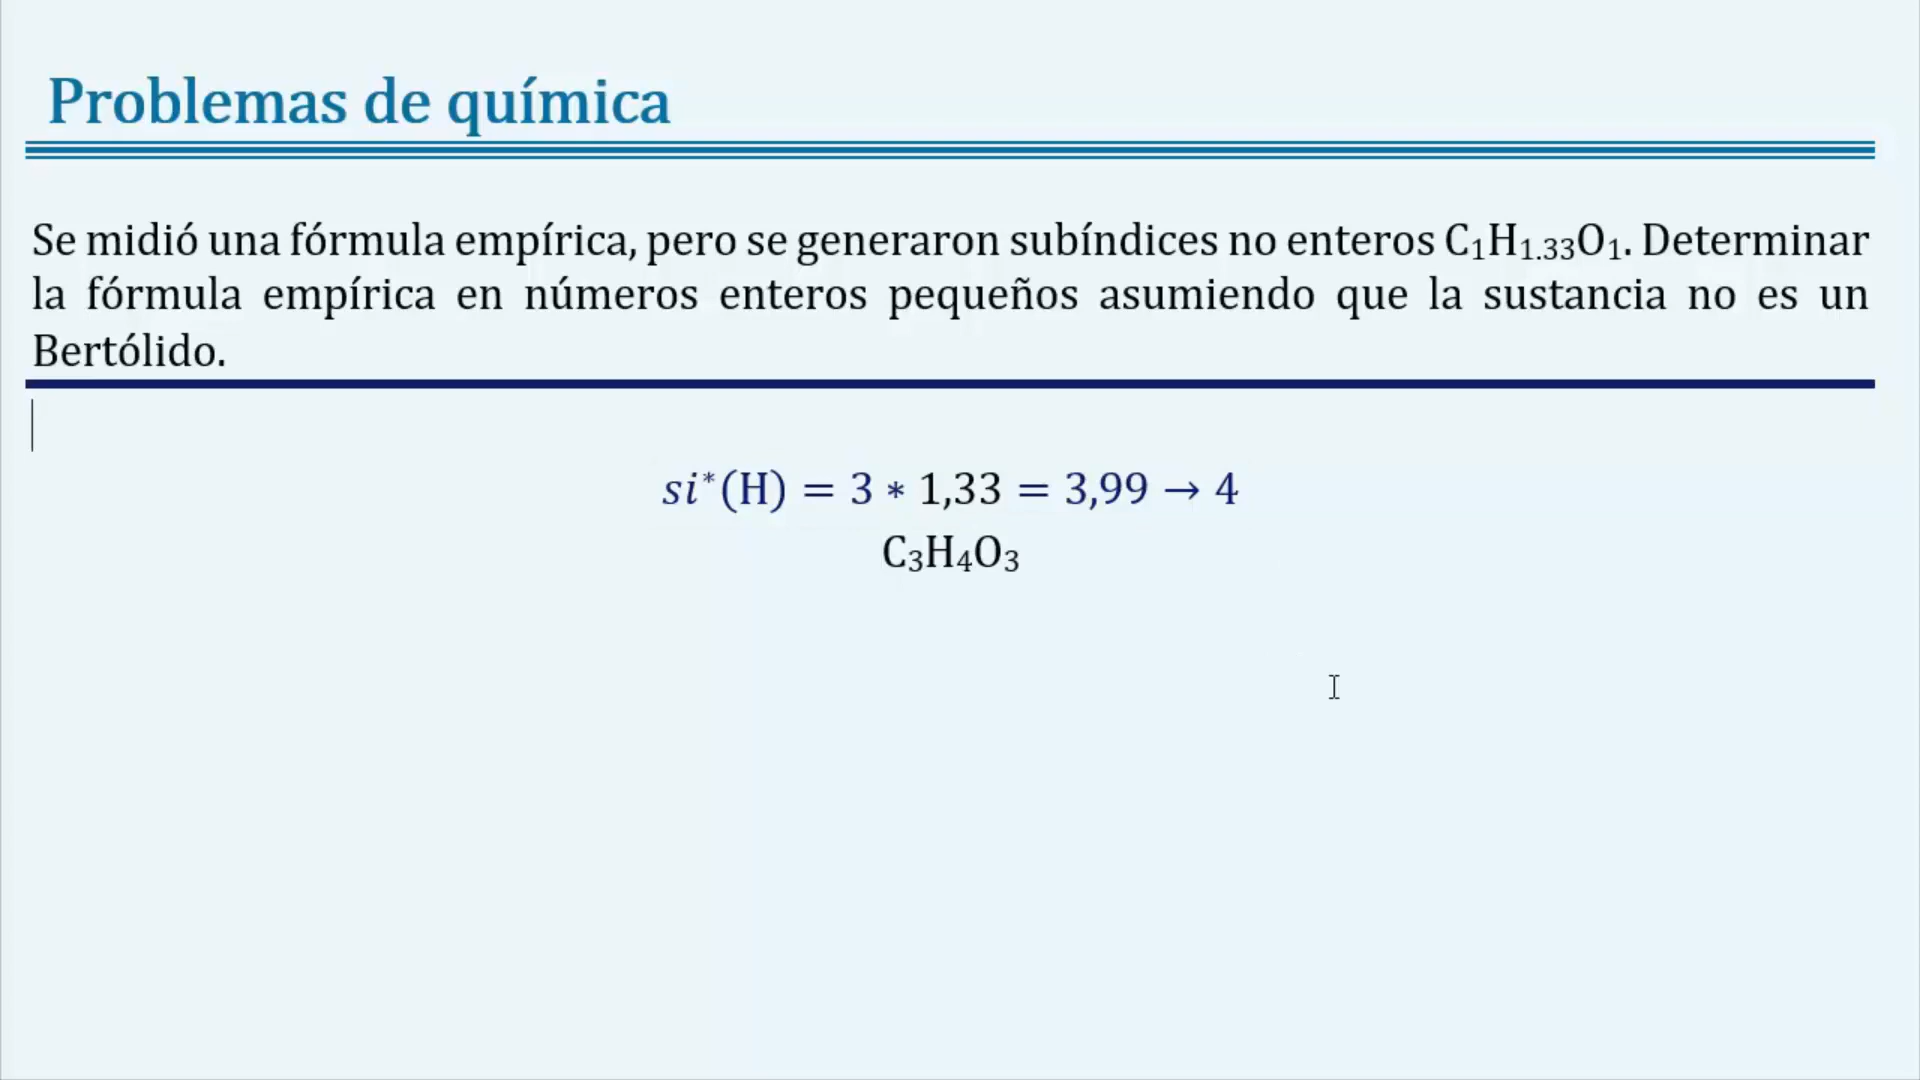 Problemas de química
Se midió una fórmula empírica, pero se generaron subíndices no enteros C₁H₁.₃₃O₁. Determinar
la fórmula empírica en números enteros pequeños asumiendo que la sustancia no es un
Bertólido.
si*(H) = 3 * 1,33 = 3,99 → 4
C₃H₄O₃